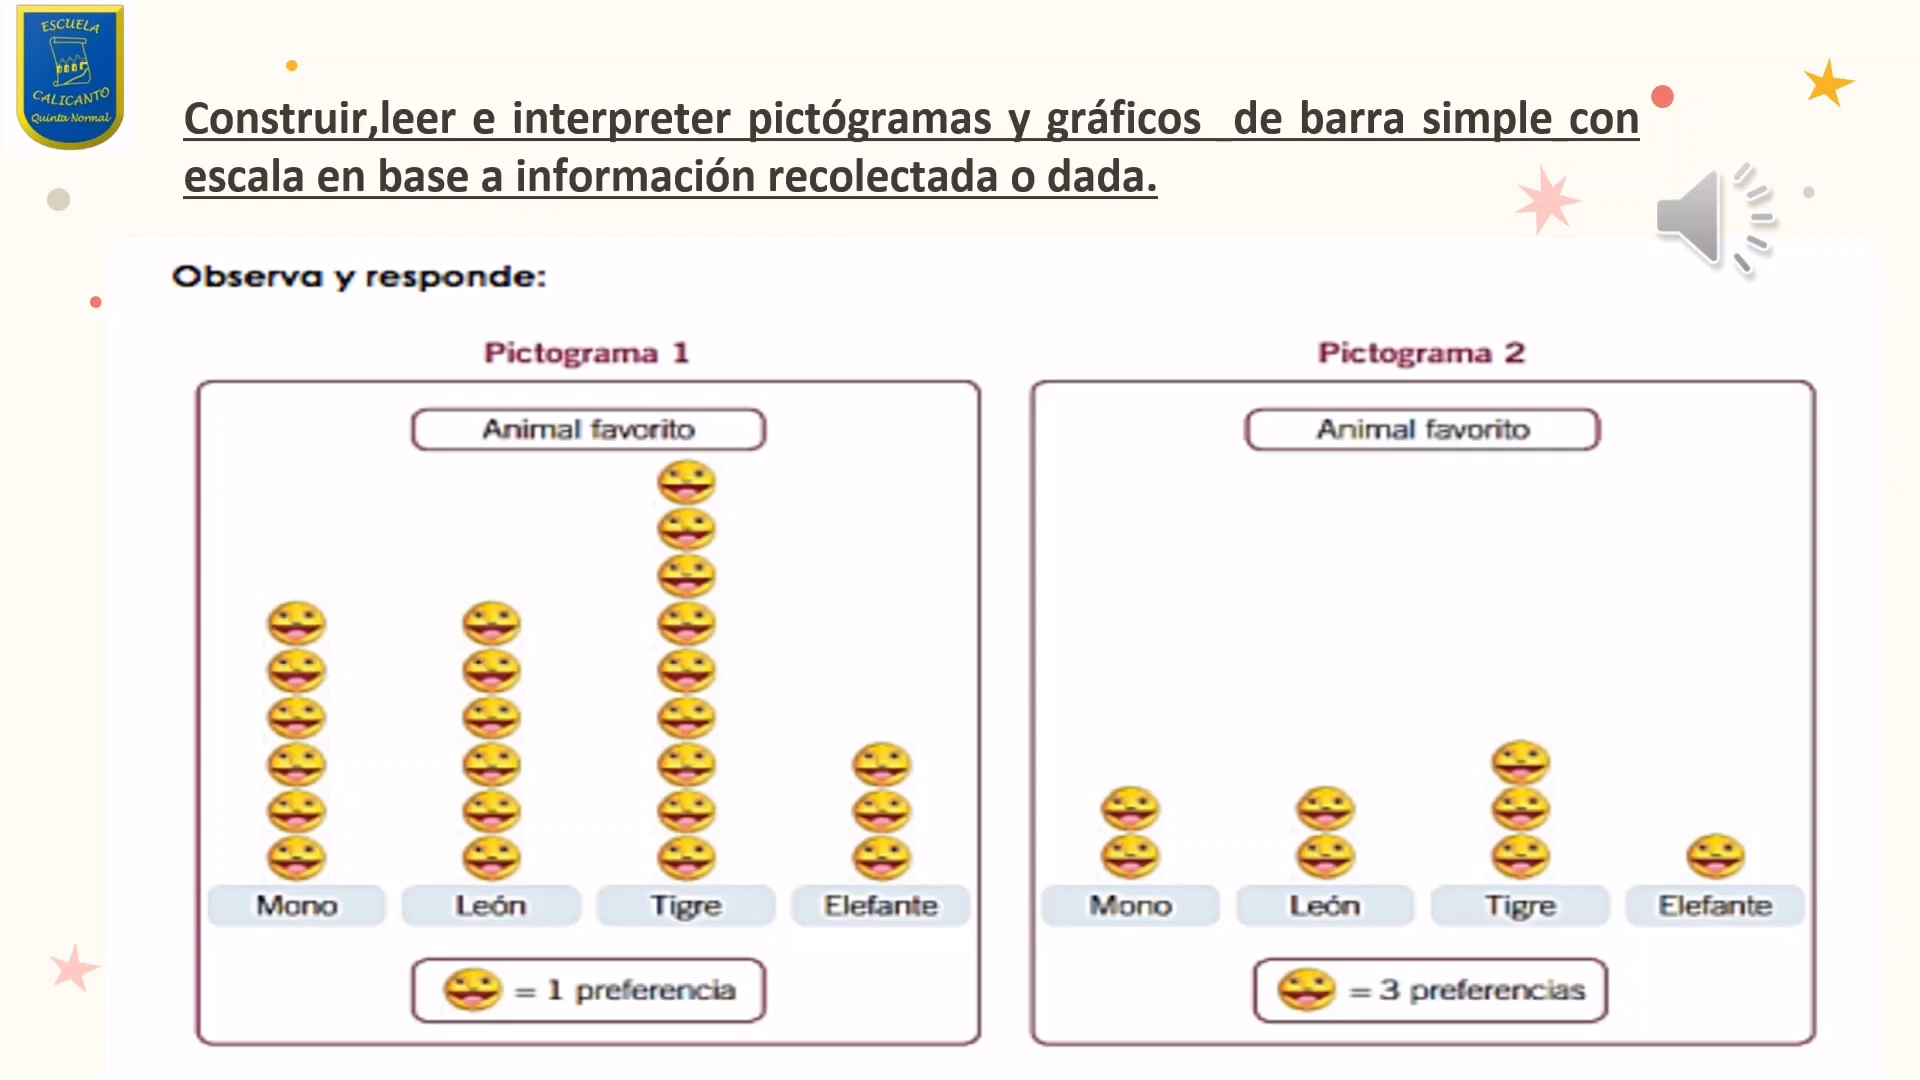 ESCUELA
CALICANTO
Quinta Normal
Construir,leer e interpreter pictógramas y gráficos de barra simple con
escala en base a información recolectada o dada.
Observa y responde:
Pictograma 1
Pictograma 2
Animal favorito
Animal favorito
Mono León Tigre Elefante
Mono León Tigre Elefante
= 1 preferencia
= 3 preferencias